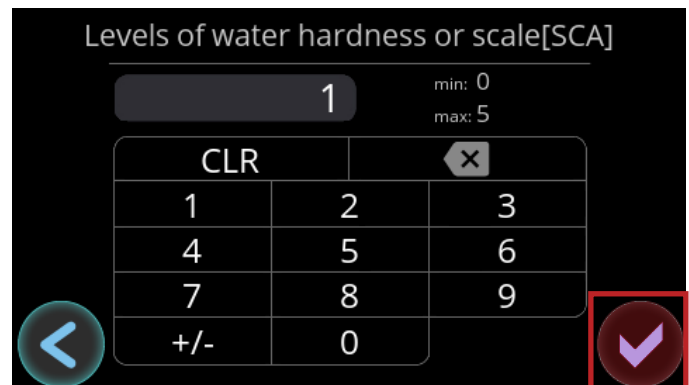 Levels of water hardness or scale[SCA]
1
min: 0
max: 5
CLR
1 2 3
4 5 6
7 8 9
+/- 0